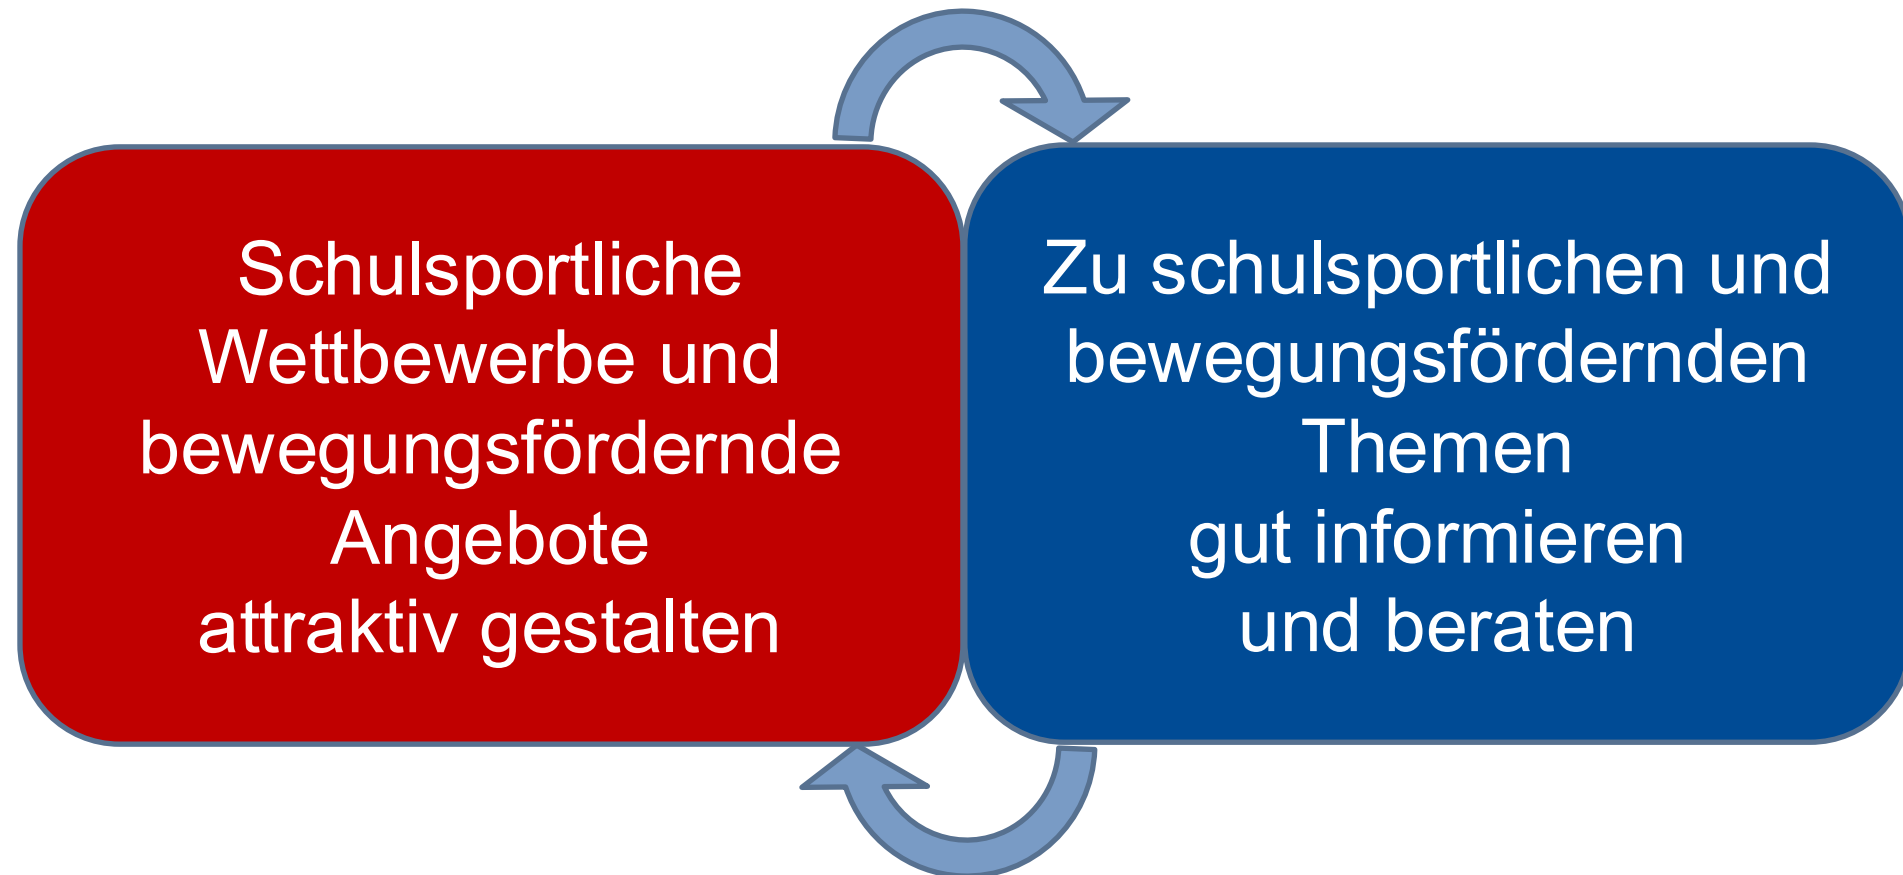 Schulsportliche
Wettbewerbe und
bewegungsfördernde
Angebote
attraktiv gestalten
Zu schulsportlichen und
bewegungsfördernden
Themen
gut informieren
und beraten